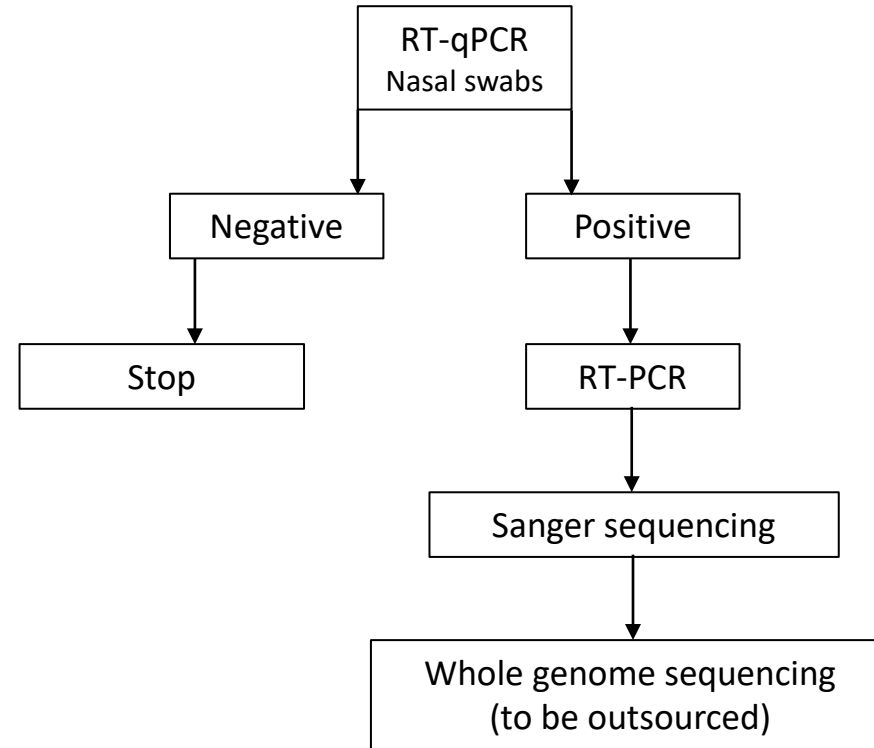 RT-qPCR
Nasal swabs
Negative
Positive
Stop
RT-PCR
Sanger sequencing
Whole genome sequencing
(to be outsourced)